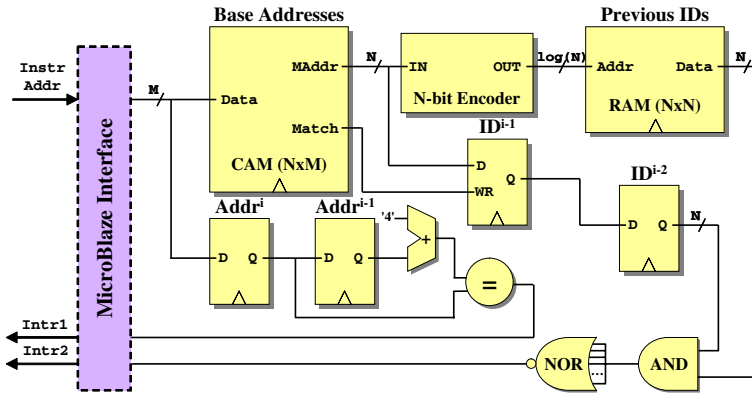 Base Addresses
Previous IDs
Instr
Addr
MicroBlaze Interface
M
Data
MAddr
Match
CAM (NxM)
N
IN
OUT
N-bit Encoder
log(N)
Addr
Data
RAM (NxN)
N
ID^i-1
D
Q
WR
ID^i-2
D
Q
N
Addr^i
D
Q
Addr^i-1
D
Q
'4'
+
=
Intr1
Intr2
NOR
...
AND